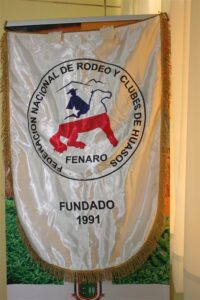 FEDERACION NACIONAL DE RODEO Y CLUBES DE HUASOS
FENARO
FUNDADO
1991